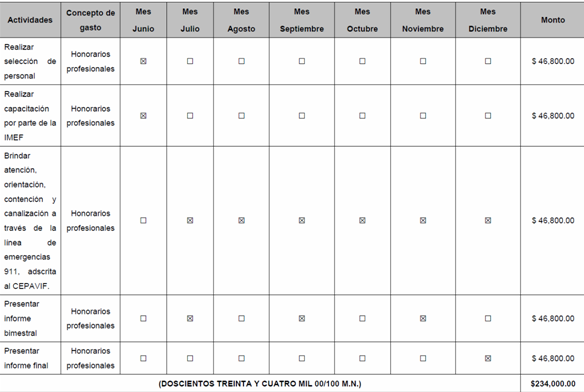 Actividades
Concepto de
gasto
Mes
Junio
Mes
Julio
Mes
Agosto
Mes
Septiembre
Mes
Octubre
Mes
Noviembre
Mes
Diciembre
Monto
Realizar
selección de
personal
Honorarios
profesionales
☒ ☐ ☐ ☐ ☐ ☐ ☐
$ 46,800.00
Realizar
capacitación
por parte de la
IMEF
Honorarios
profesionales
☒ ☐ ☐ ☐ ☐ ☐ ☐
$ 46,800.00
Brindar
atención,
orientación,
contención y
canalización a
través de la
línea de
emergencias
911, adscrita
al CEPAVIF.
Honorarios
profesionales
☐ ☒ ☒ ☒ ☒ ☒ ☒
$ 46,800.00
Presentar
informe
bimestral
Honorarios
profesionales
☐ ☒ ☐ ☒ ☐ ☒ ☐
$ 46,800.00
Presentar
informe final
Honorarios
profesionales
☐ ☐ ☐ ☐ ☐ ☐ ☒
$ 46,800.00
(DOSCIENTOS TREINTA Y CUATRO MIL 00/100 M.N.)
$234,000.00